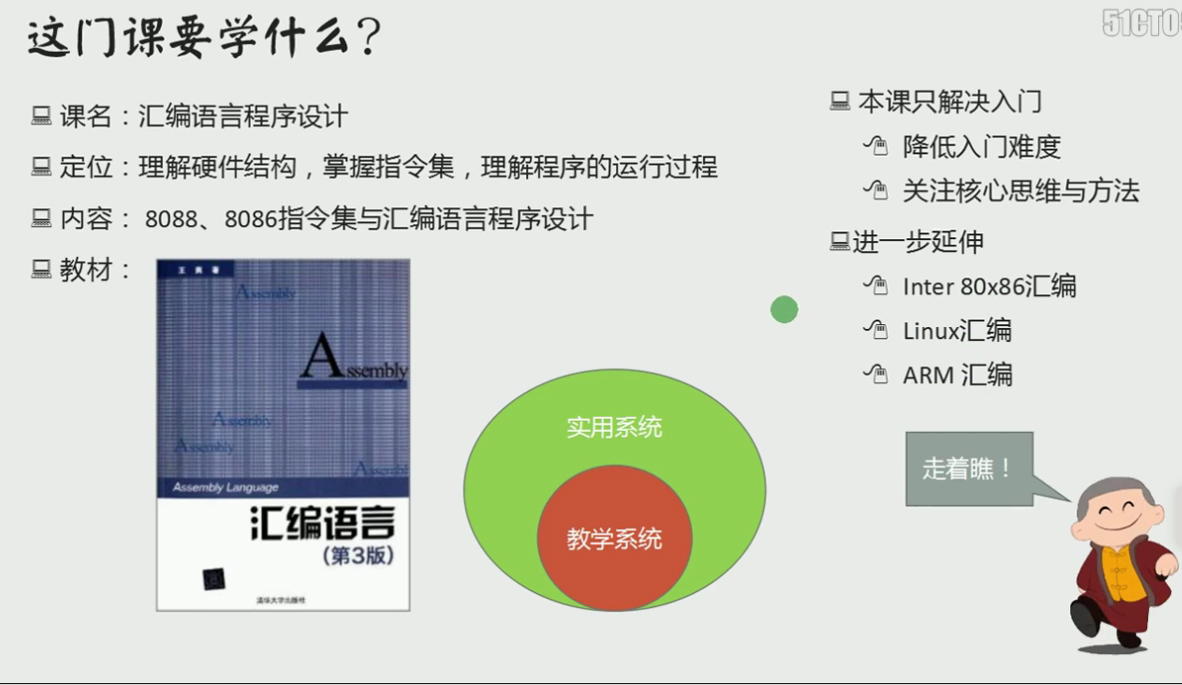 这门课要学什么?
51CTO
课名：汇编语言程序设计
定位：理解硬件结构，掌握指令集，理解程序的运行过程
内容： 8088、8086指令集与汇编语言程序设计
教材：
王 爽 著
Assembly
Assembly
Assembly
Assembly
Assembl
Assembly Language
汇编语言
(第3版)
清华大学出版社
实用系统
教学系统
本课只解决入门
降低入门难度
关注核心思维与方法
进一步延伸
Inter 80x86汇编
Linux汇编
ARM 汇编
走着瞧！